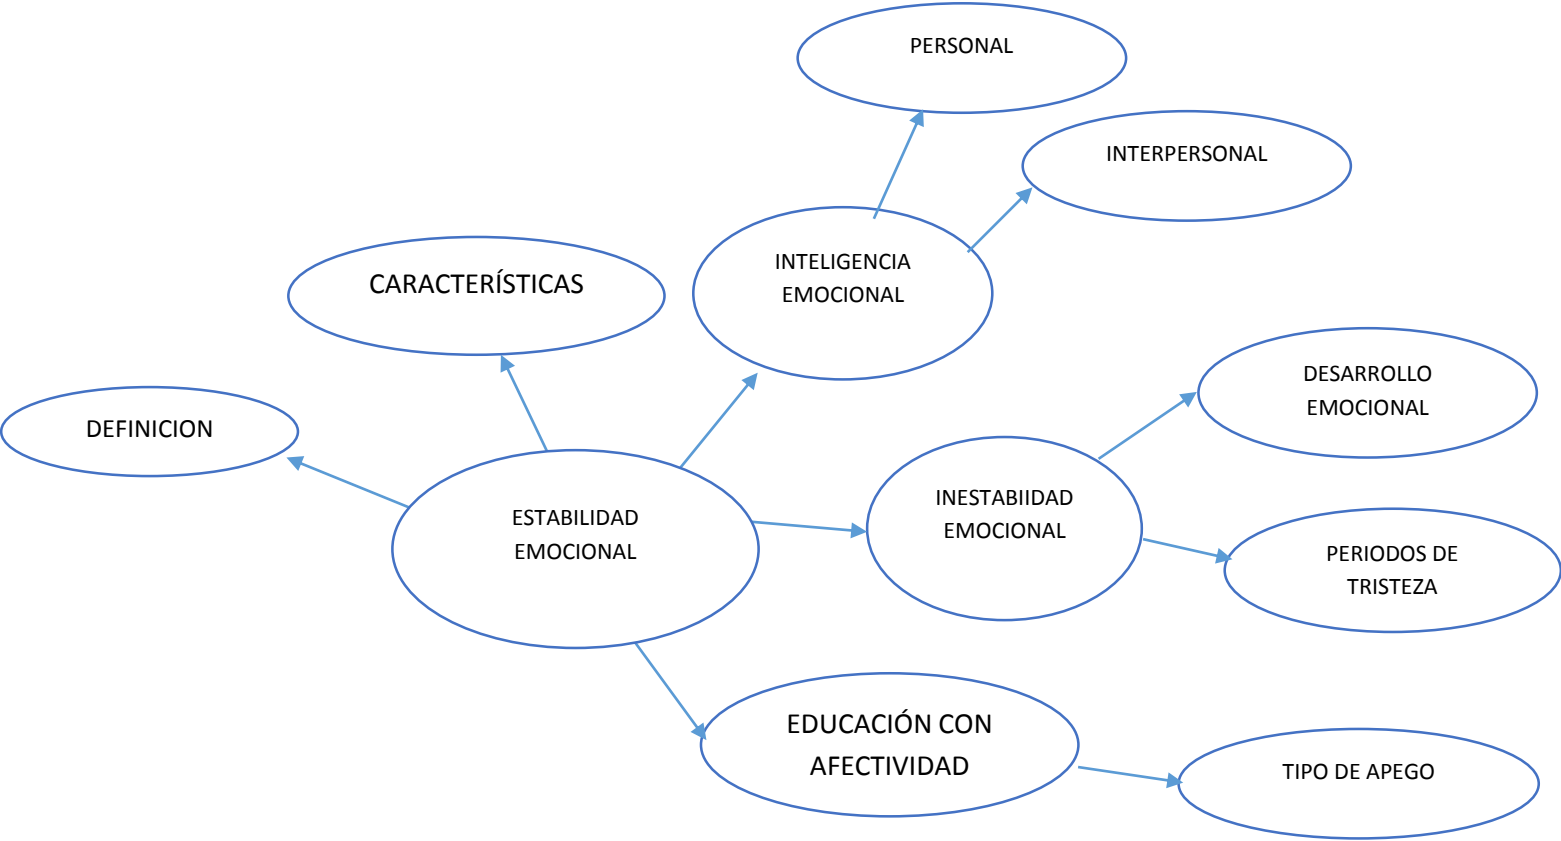 PERSONAL
INTERPERSONAL
INTELIGENCIA
EMOCIONAL
CARACTERÍSTICAS
DESARROLLO
EMOCIONAL
DEFINICION
INESTABIIDAD
EMOCIONAL
ESTABILIDAD
EMOCIONAL
PERIODOS DE
TRISTEZA
EDUCACIÓN CON
AFECTIVIDAD
TIPO DE APEGO